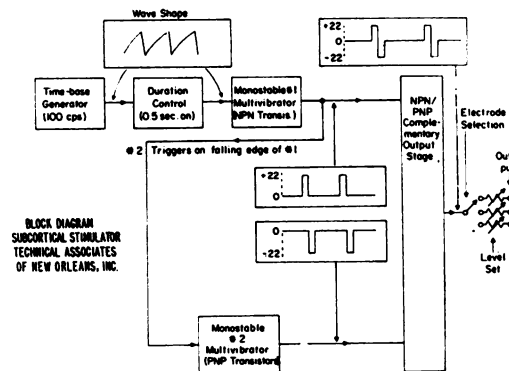 Wave Shape
+22
0
-22
Time-base
Generator
(100 cps)
Duration
Control
(0.5 sec. on)
Monostable #1
Multivibrator
(NPN Transis.)
NPN/
PNP
Complementary
Output
Stage
Electrode
Selection
#2 Triggers on falling edge of #1
+22
0
0
-22
Level
Set
BLOCK DIAGRAM
SUBCORTICAL STIMULATOR
TECHNICAL ASSOCIATES
OF NEW ORLEANS, INC.
Monostable
#2
Multivibrator
(PNP Transistor)